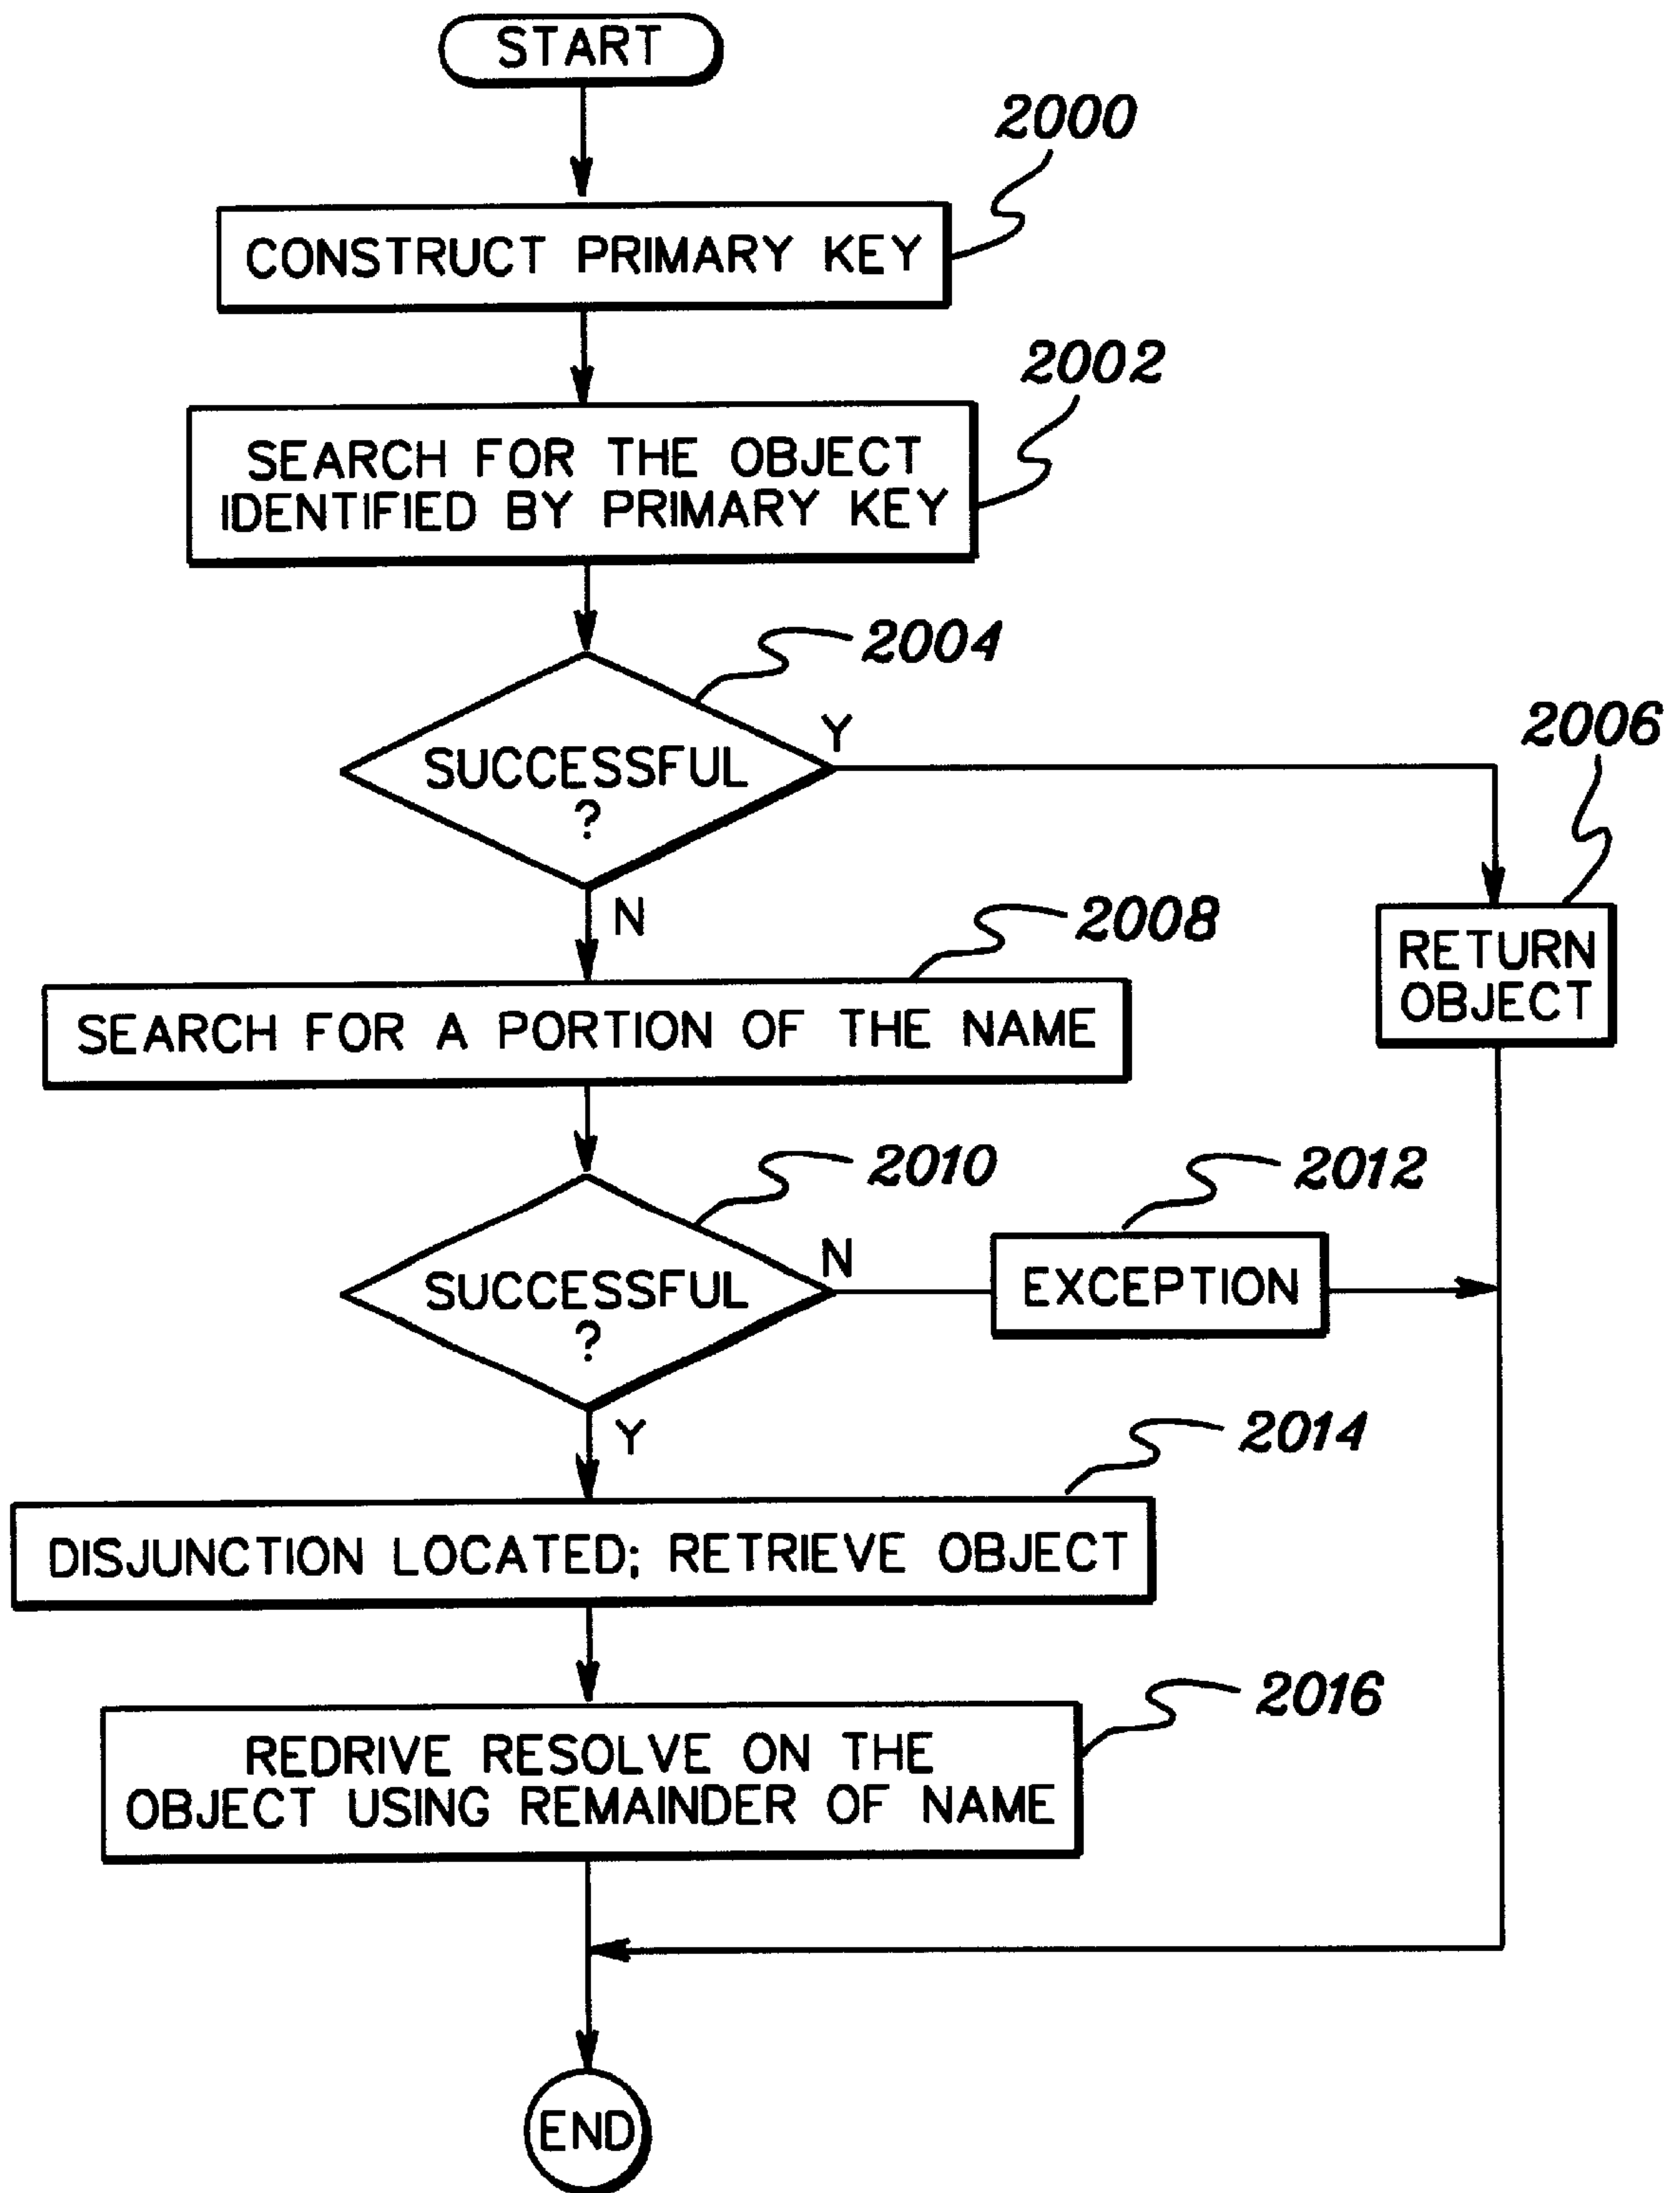 START
2000
CONSTRUCT PRIMARY KEY
2002
SEARCH FOR THE OBJECT
IDENTIFIED BY PRIMARY KEY
2004
SUCCESSFUL
?
Y
N
2006
RETURN
OBJECT
2008
SEARCH FOR A PORTION OF THE NAME
2010
SUCCESSFUL
?
N
Y
2012
EXCEPTION
2014
DISJUNCTION LOCATED; RETRIEVE OBJECT
2016
REDRIVE RESOLVE ON THE
OBJECT USING REMAINDER OF NAME
END